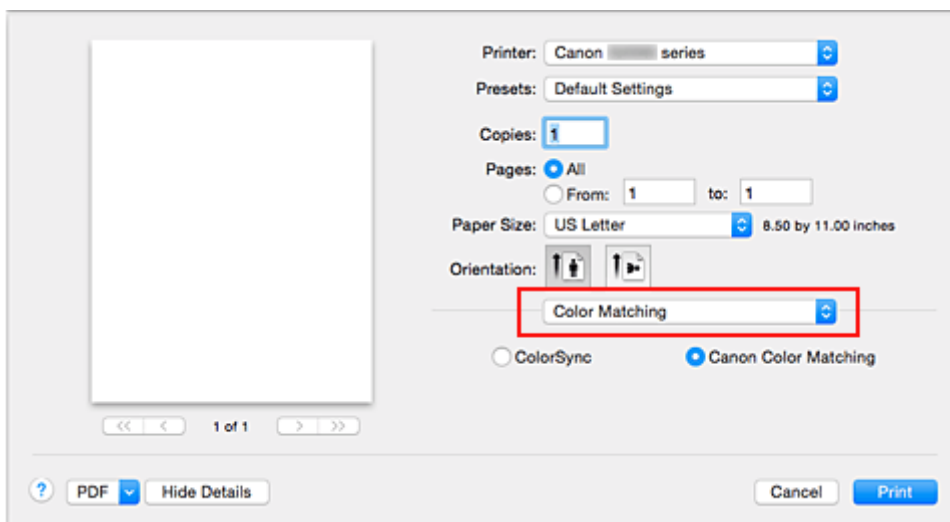 Printer: Canon series
Presets: Default Settings
Copies: 1
Pages: All
From: 1 to: 1
Paper Size: US Letter 8.50 by 11.00 inches
Orientation:
Color Matching
ColorSync Canon Color Matching
<< < 1 of 1 > >>
? PDF Hide Details Cancel Print